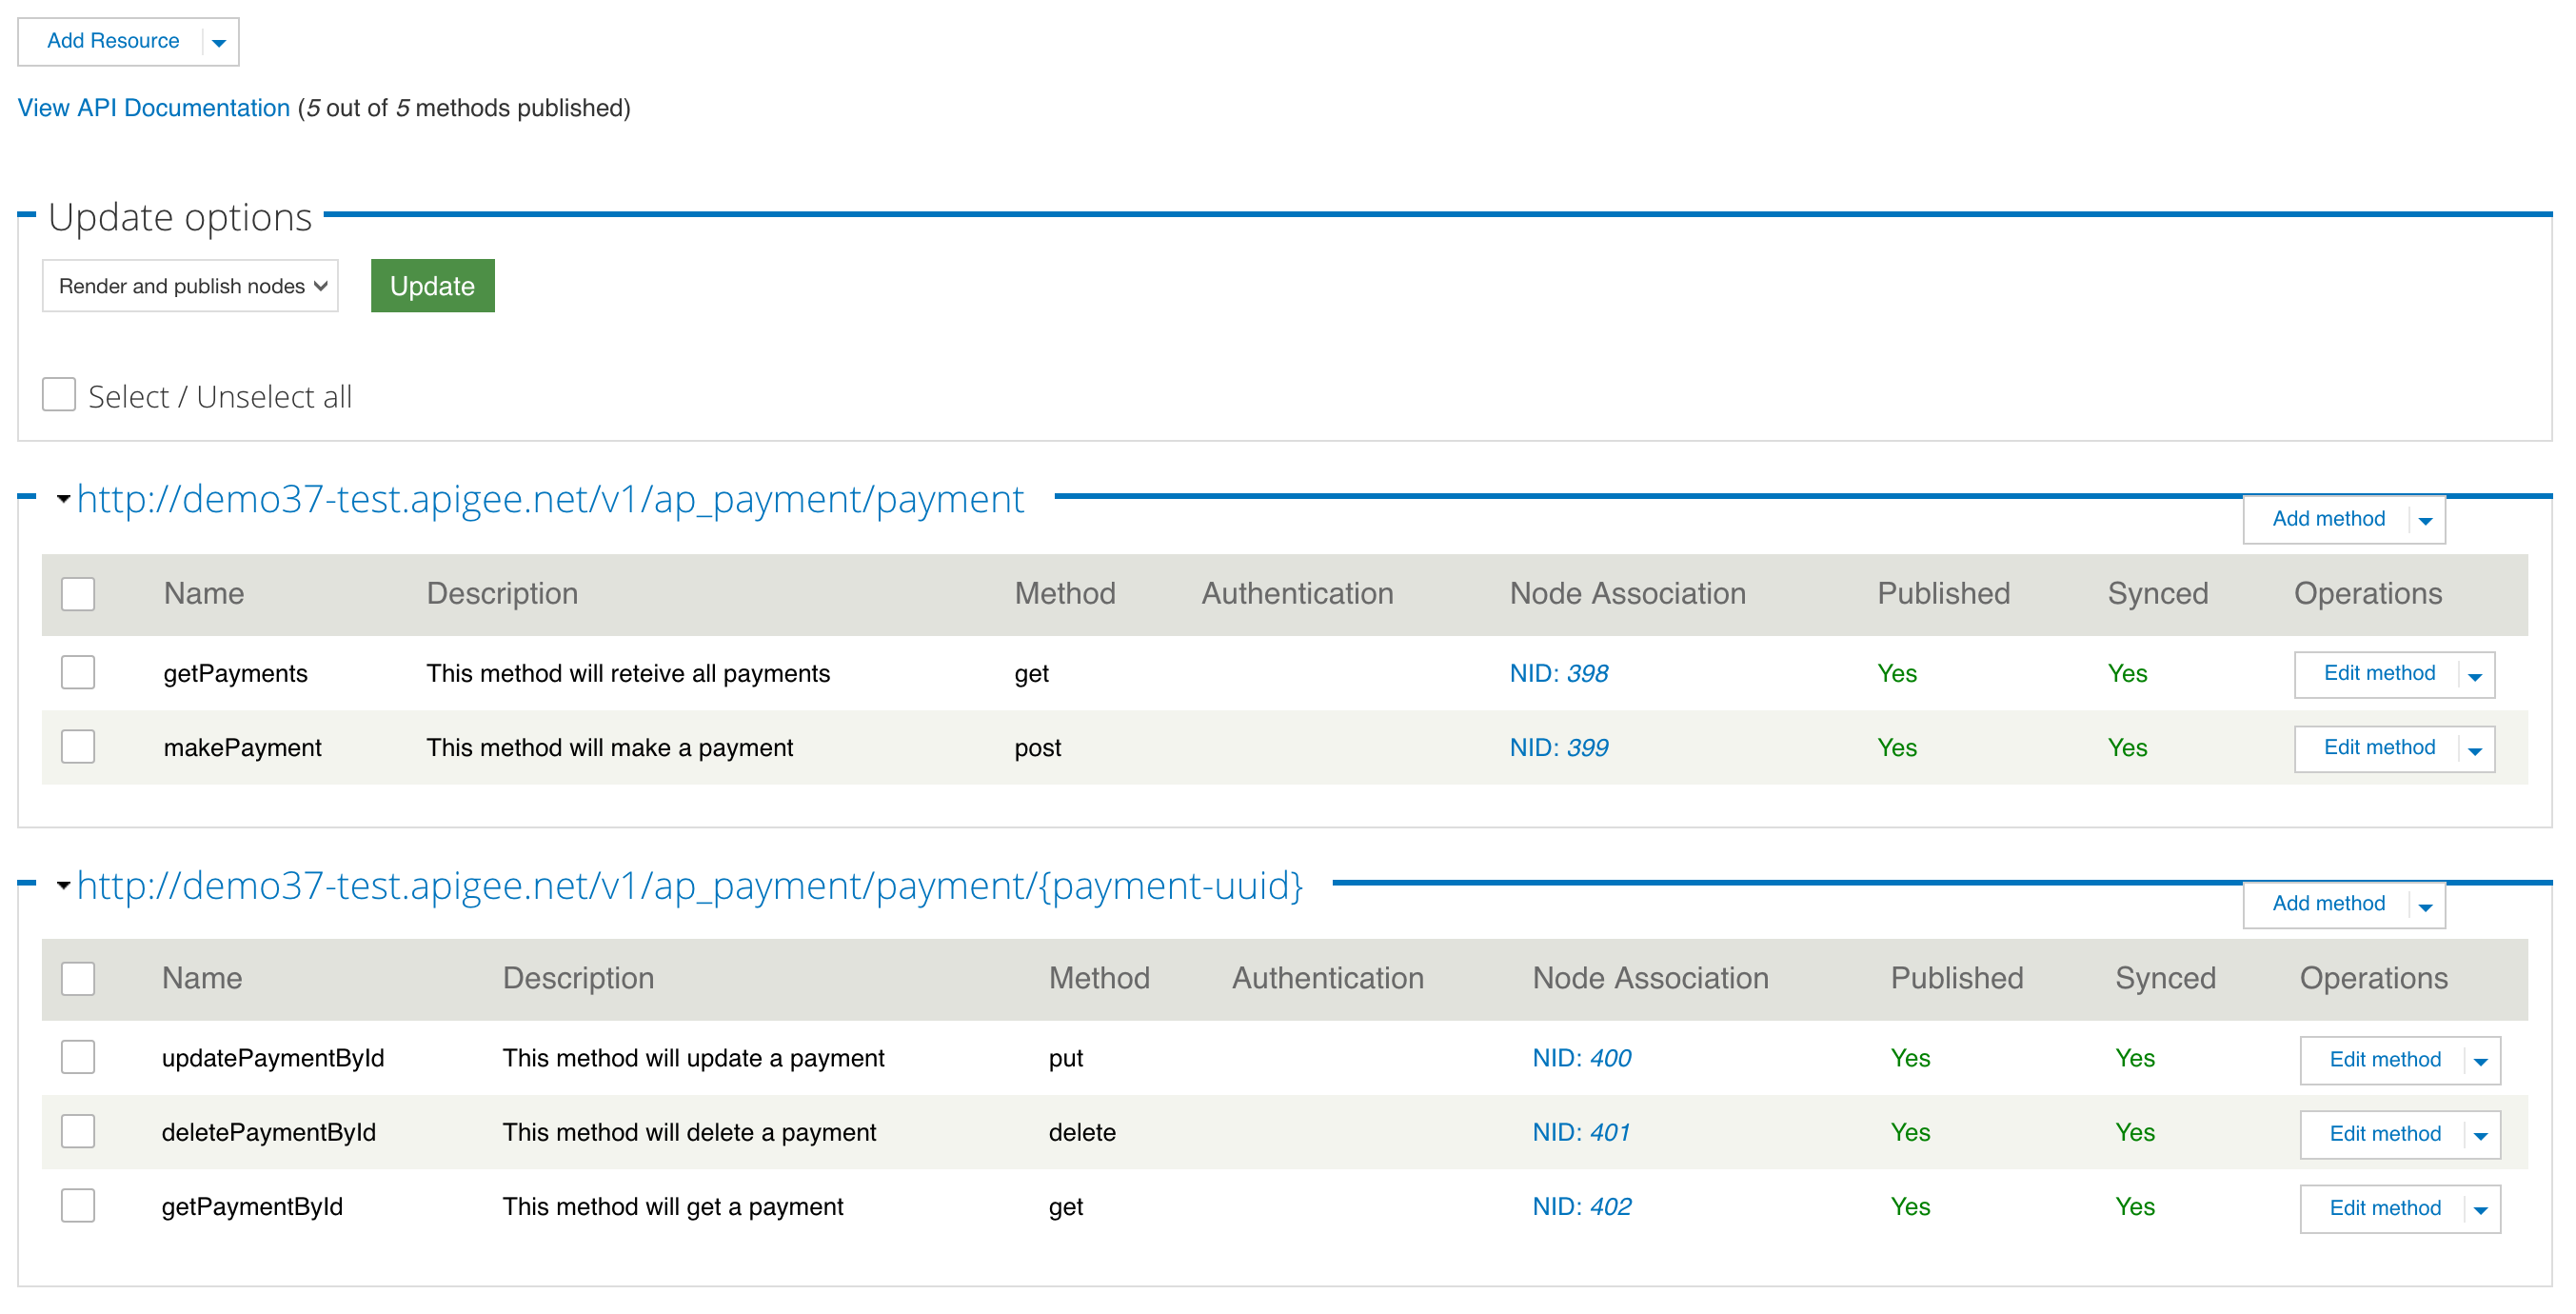 Add Resource
View API Documentation (5 out of 5 methods published)
Update options
Render and publish nodes Update
Select / Unselect all
http://demo37-test.apigee.net/v1/ap_payment/payment
Add method
Name Description Method Authentication Node Association Published Synced Operations
getPayments This method will reteive all payments get NID: 398 Yes Yes Edit method
makePayment This method will make a payment post NID: 399 Yes Yes Edit method
http://demo37-test.apigee.net/v1/ap_payment/payment/{payment-uuid}
Add method
Name Description Method Authentication Node Association Published Synced Operations
updatePaymentById This method will update a payment put NID: 400 Yes Yes Edit method
deletePaymentById This method will delete a payment delete NID: 401 Yes Yes Edit method
getPaymentById This method will get a payment get NID: 402 Yes Yes Edit method